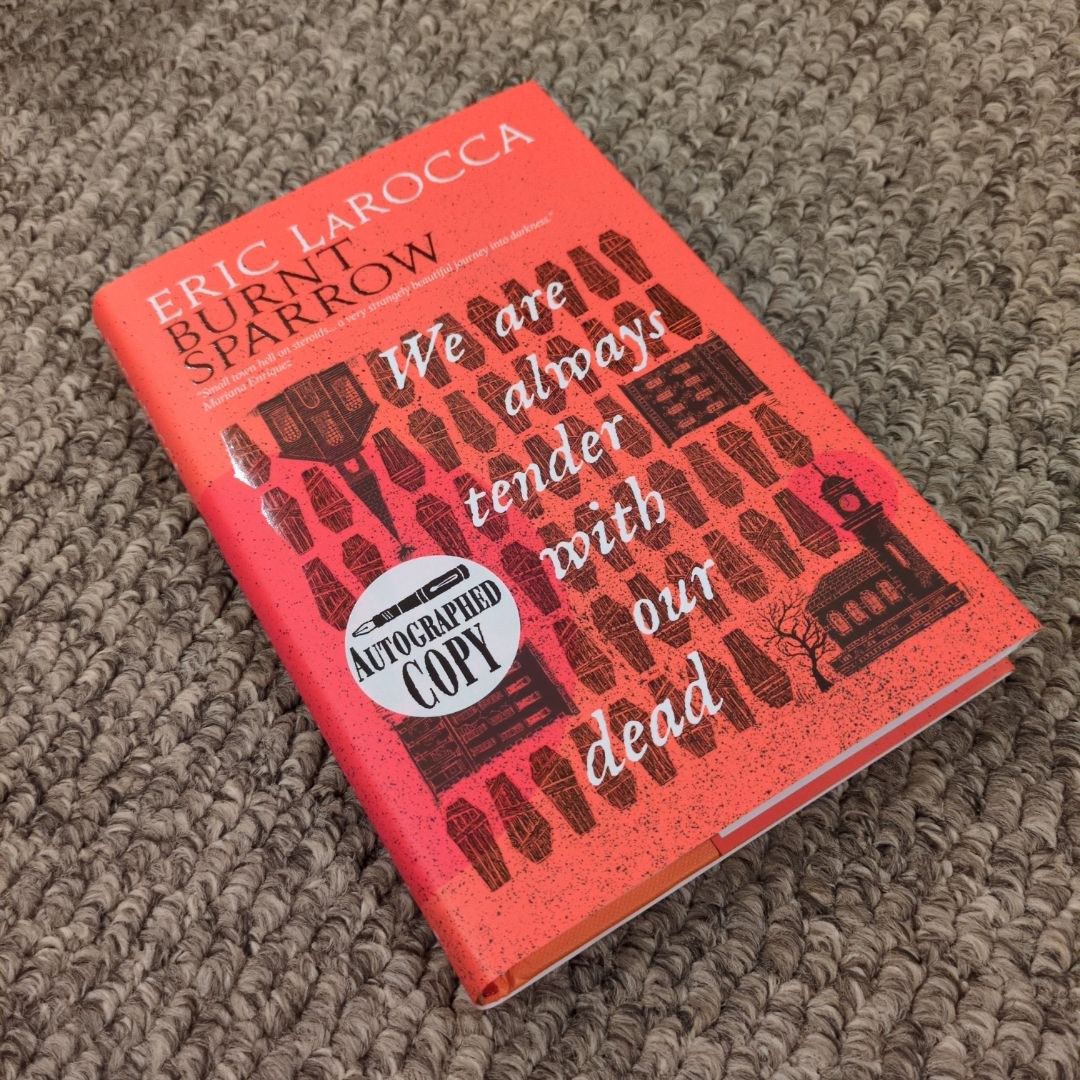 ERIC LAROCCA
BURNT
SPARROW
"Small town hell on steroids... a very strangely beautiful journey into darkness."
Mariana Enriquez
We are
always
tender
with
our
dead
AUTOGRAPHED
COPY